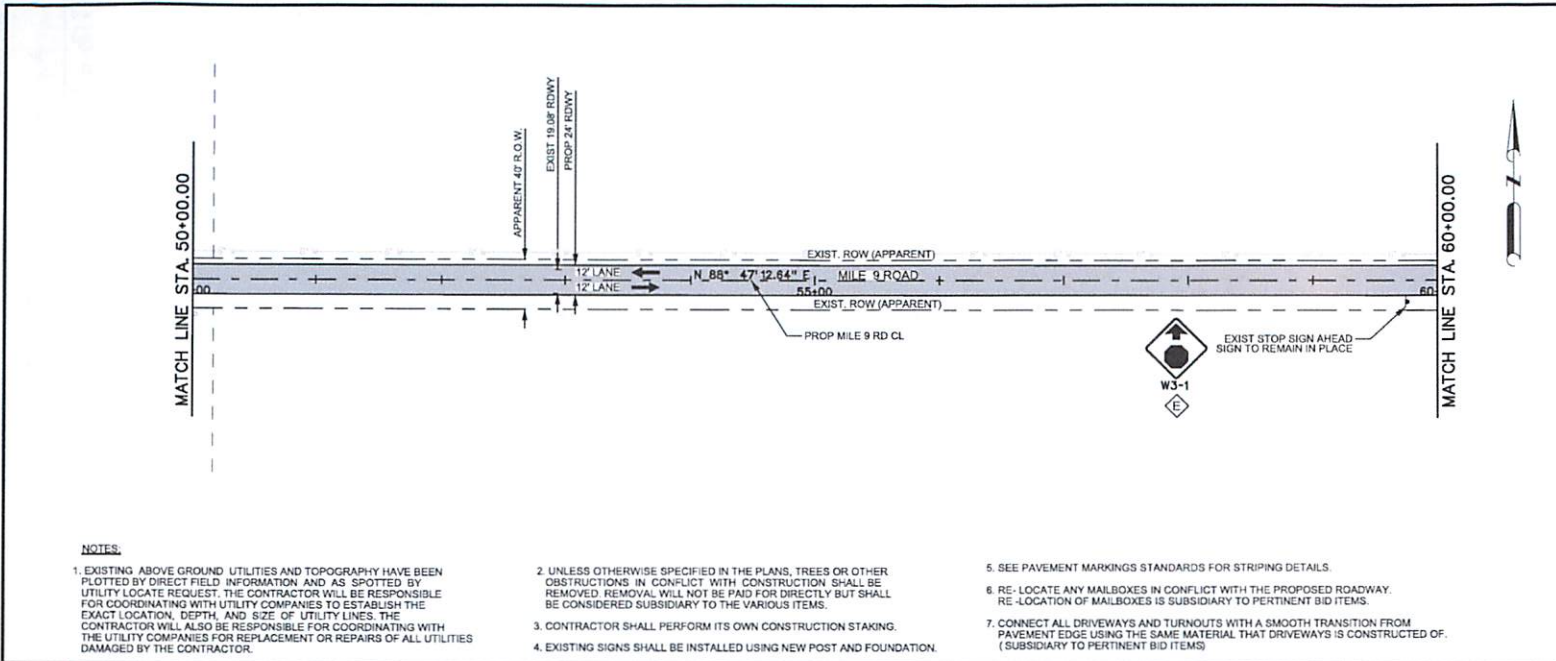 MATCH LINE STA. 50+00.00
APPARENT 40' R.O.W.
EXIST 19.08' RDWY
PROP 24' RDWY
EXIST. ROW (APPARENT)
12' LANE
N 88° 47' 12.64" E
MILE 9 ROAD
12' LANE
00
55+00
60
EXIST. ROW (APPARENT)
PROP MILE 9 RD CL
EXIST STOP SIGN AHEAD
SIGN TO REMAIN IN PLACE
W3-1
E
MATCH LINE STA. 60+00.00
N
NOTES:
1. EXISTING ABOVE GROUND UTILITIES AND TOPOGRAPHY HAVE BEEN
PLOTTED BY DIRECT FIELD INFORMATION AND AS SPOTTED BY
UTILITY LOCATE REQUEST. THE CONTRACTOR WILL BE RESPONSIBLE
FOR COORDINATING WITH UTILITY COMPANIES TO ESTABLISH THE
EXACT LOCATION, DEPTH, AND SIZE OF UTILITY LINES. THE
CONTRACTOR WILL ALSO BE RESPONSIBLE FOR COORDINATING WITH
THE UTILITY COMPANIES FOR REPLACEMENT OR REPAIRS OF ALL UTILITIES
DAMAGED BY THE CONTRACTOR.
2. UNLESS OTHERWISE SPECIFIED IN THE PLANS, TREES OR OTHER
OBSTRUCTIONS IN CONFLICT WITH CONSTRUCTION SHALL BE
REMOVED. REMOVAL WILL NOT BE PAID FOR DIRECTLY BUT SHALL
BE CONSIDERED SUBSIDIARY TO THE VARIOUS ITEMS.
3. CONTRACTOR SHALL PERFORM ITS OWN CONSTRUCTION STAKING.
4. EXISTING SIGNS SHALL BE INSTALLED USING NEW POST AND FOUNDATION.
5. SEE PAVEMENT MARKINGS STANDARDS FOR STRIPING DETAILS.
6. RE- LOCATE ANY MAILBOXES IN CONFLICT WITH THE PROPOSED ROADWAY.
RE -LOCATION OF MAILBOXES IS SUBSIDIARY TO PERTINENT BID ITEMS.
7. CONNECT ALL DRIVEWAYS AND TURNOUTS WITH A SMOOTH TRANSITION FROM
PAVEMENT EDGE USING THE SAME MATERIAL THAT DRIVEWAYS IS CONSTRUCTED OF.
( SUBSIDIARY TO PERTINENT BID ITEMS)